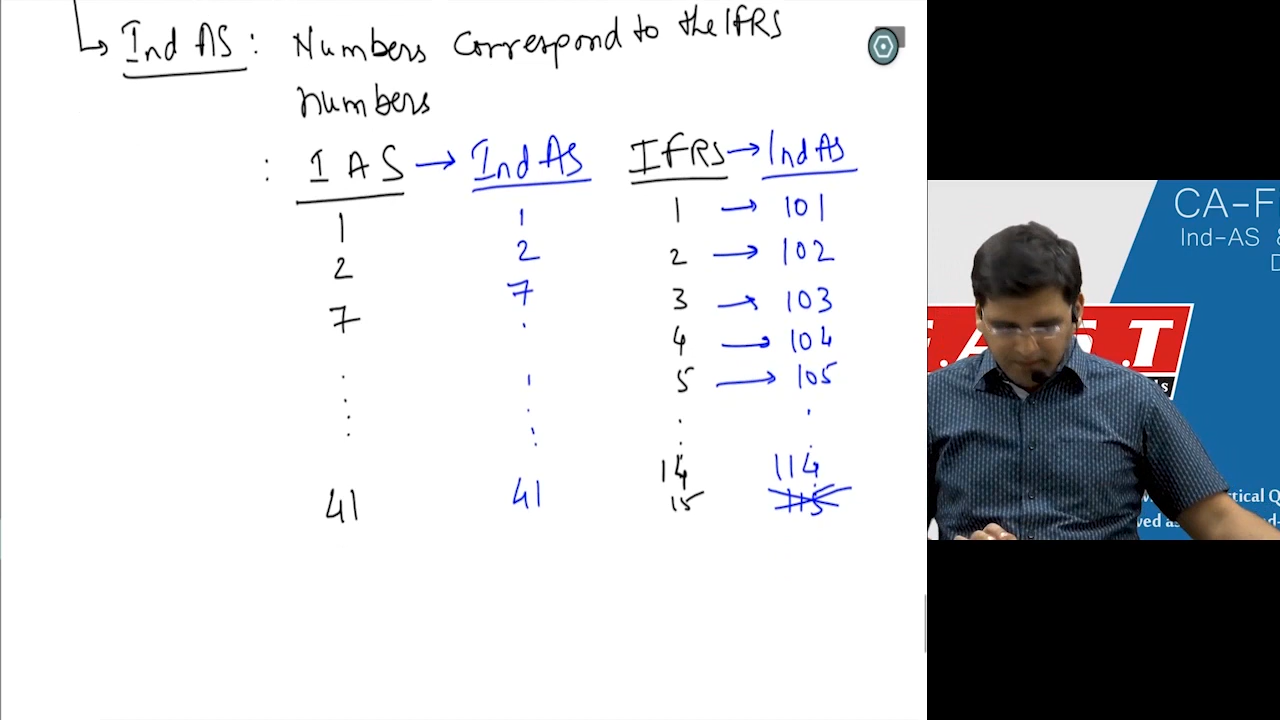 ↳ Ind AS : Numbers correspond to the IFRS
numbers
: IAS → Ind AS IFRS → Ind AS
1 1 1 → 101
2 2 2 → 102
7 7 3 → 103
4 → 104
5 → 105
14 114
41 41 15 115
CA-F
Ind-AS &
D
.T